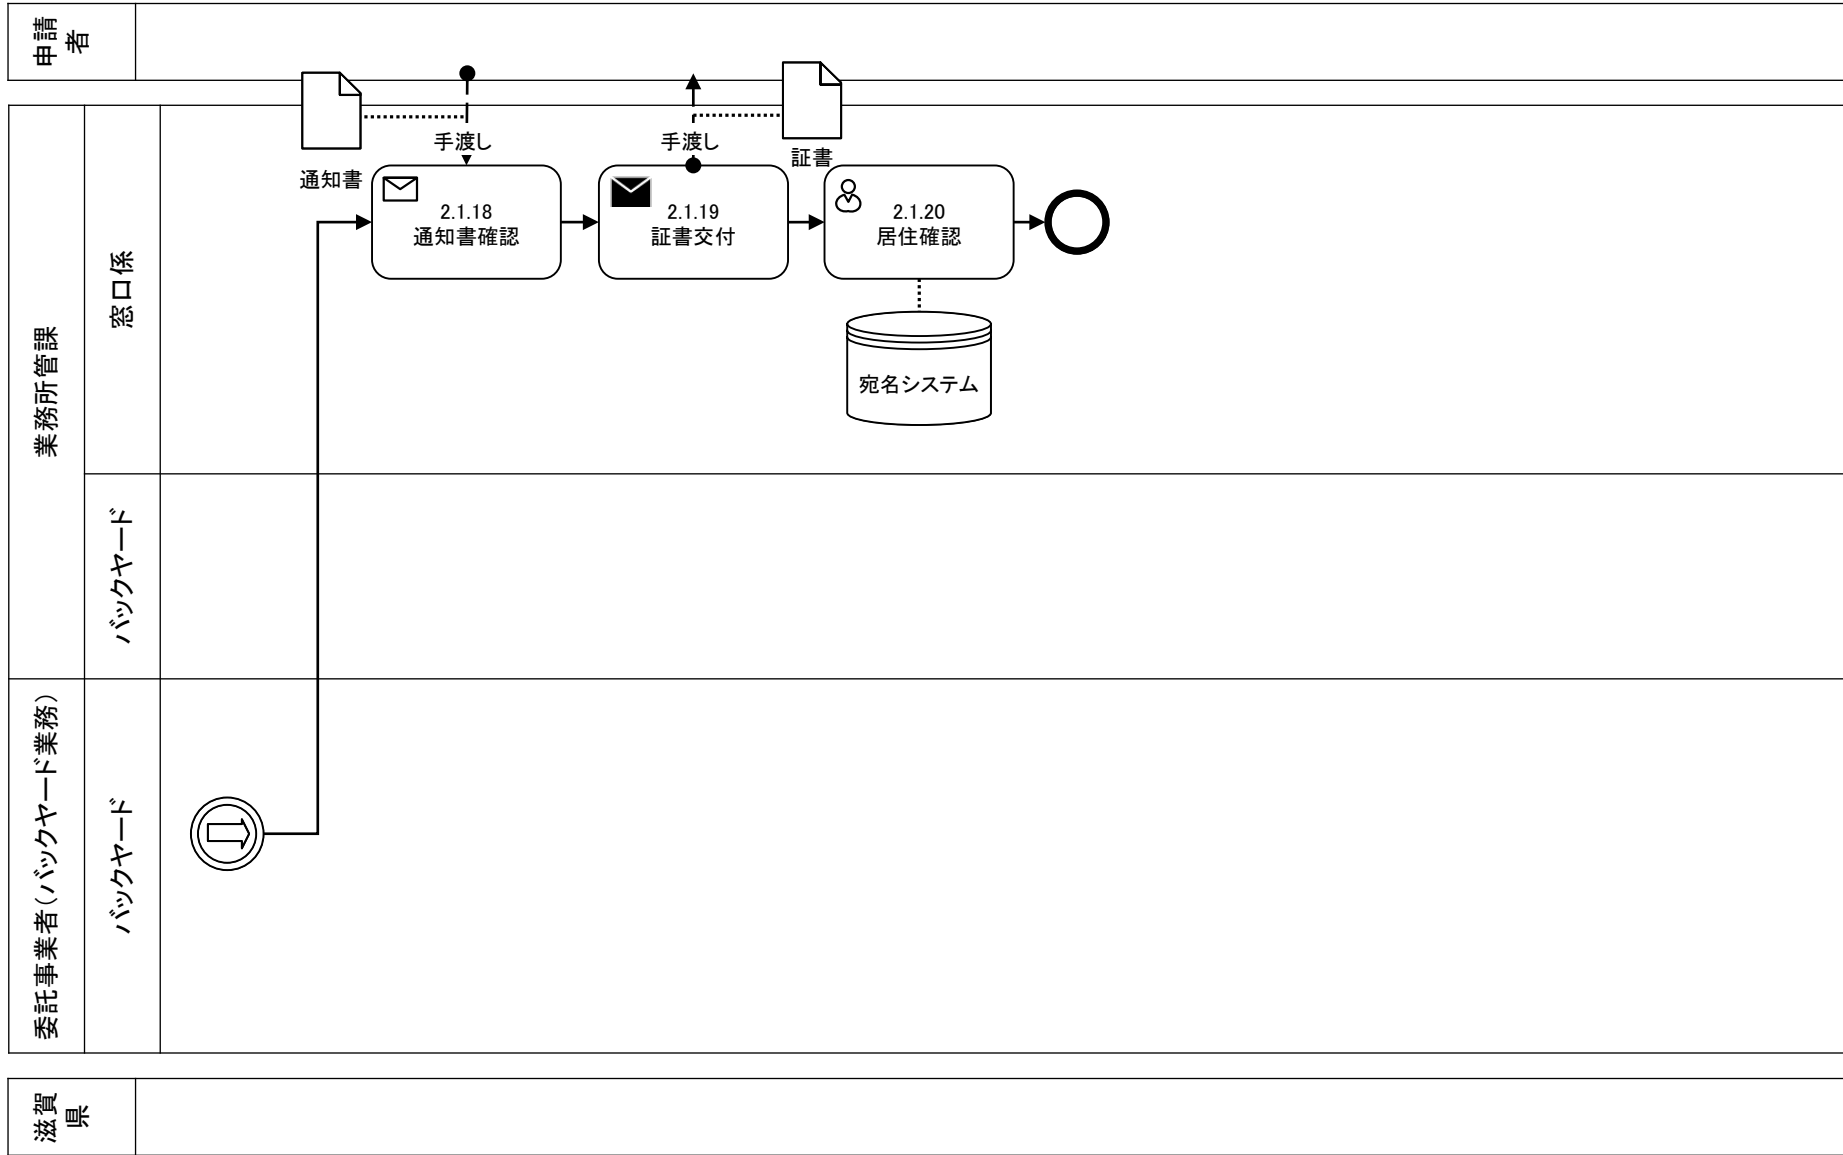 申請
者
手渡し
手渡し
証書
通知書
2.1.18
通知書確認
2.1.19
証書交付
2.1.20
居住確認
業務所管課
窓口係
宛名システム
バックヤード
委託事業者（バックヤード業務）
バックヤード
滋賀
県